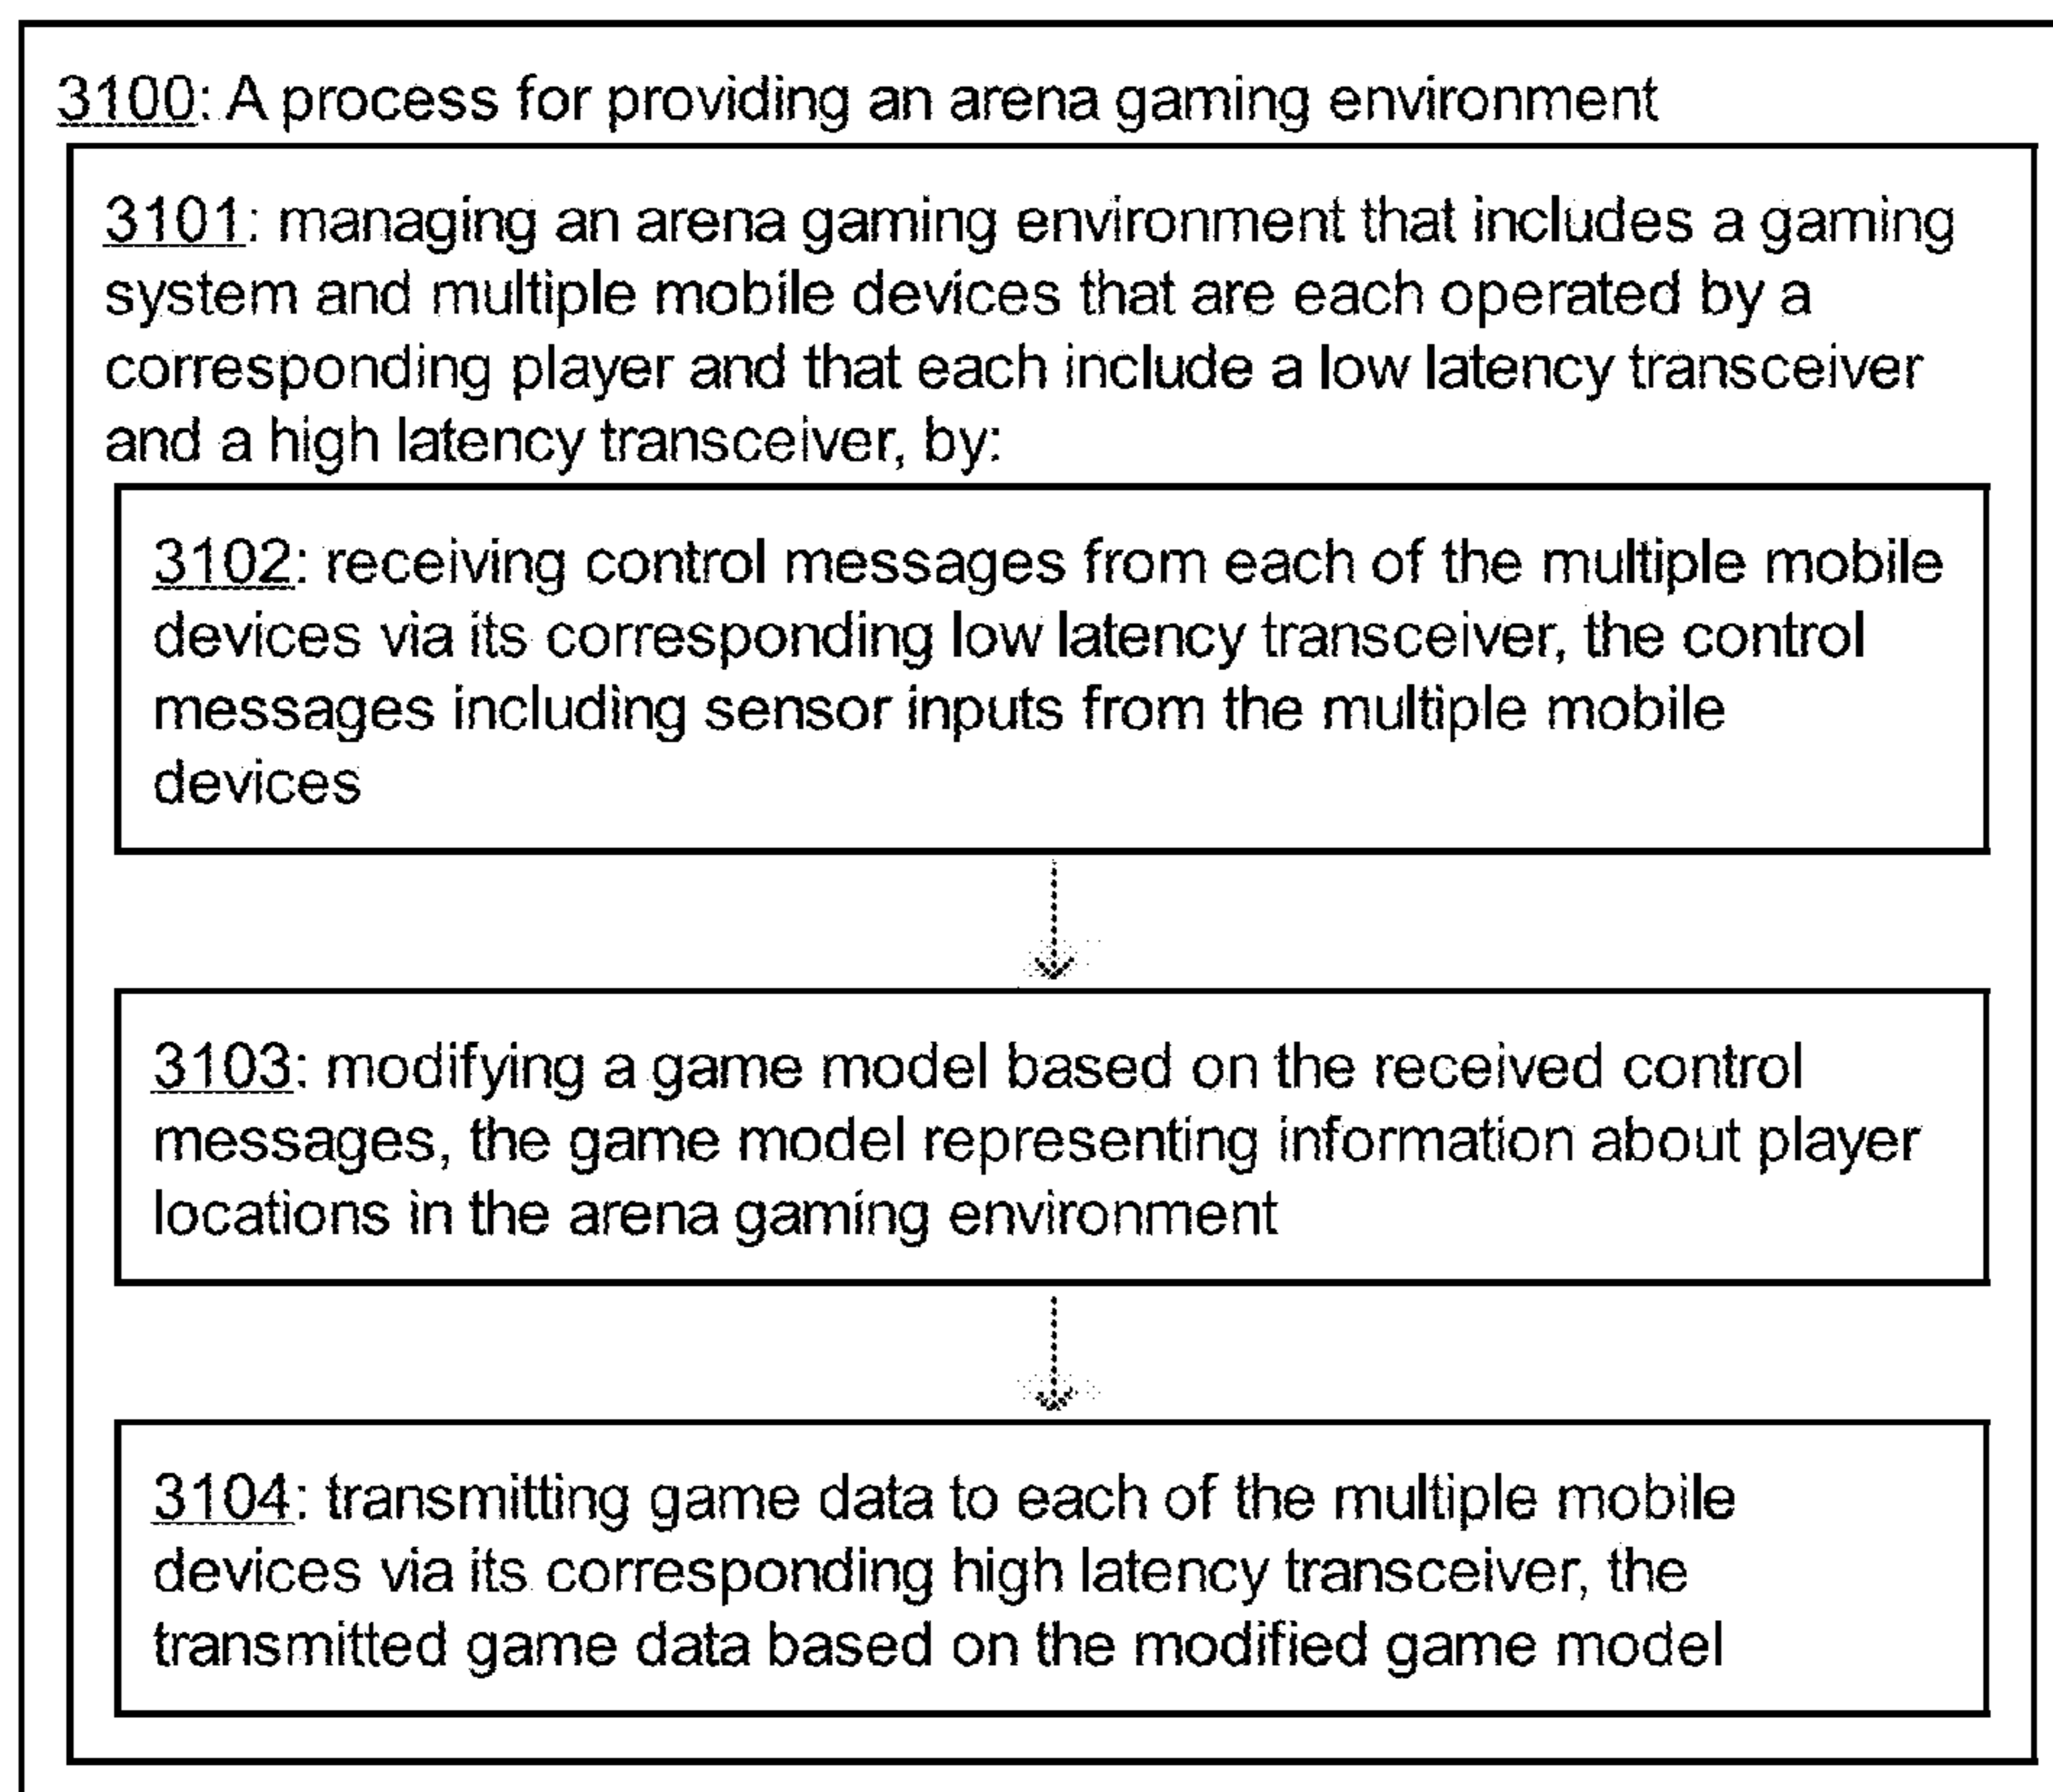 3100: A process for providing an arena gaming environment
3101: managing an arena gaming environment that includes a gaming
system and multiple mobile devices that are each operated by a
corresponding player and that each include a low latency transceiver
and a high latency transceiver, by:
3102: receiving control messages from each of the multiple mobile
devices via its corresponding low latency transceiver, the control
messages including sensor inputs from the multiple mobile
devices
3103: modifying a game model based on the received control
messages, the game model representing information about player
locations in the arena gaming environment
3104: transmitting game data to each of the multiple mobile
devices via its corresponding high latency transceiver, the
transmitted game data based on the modified game model